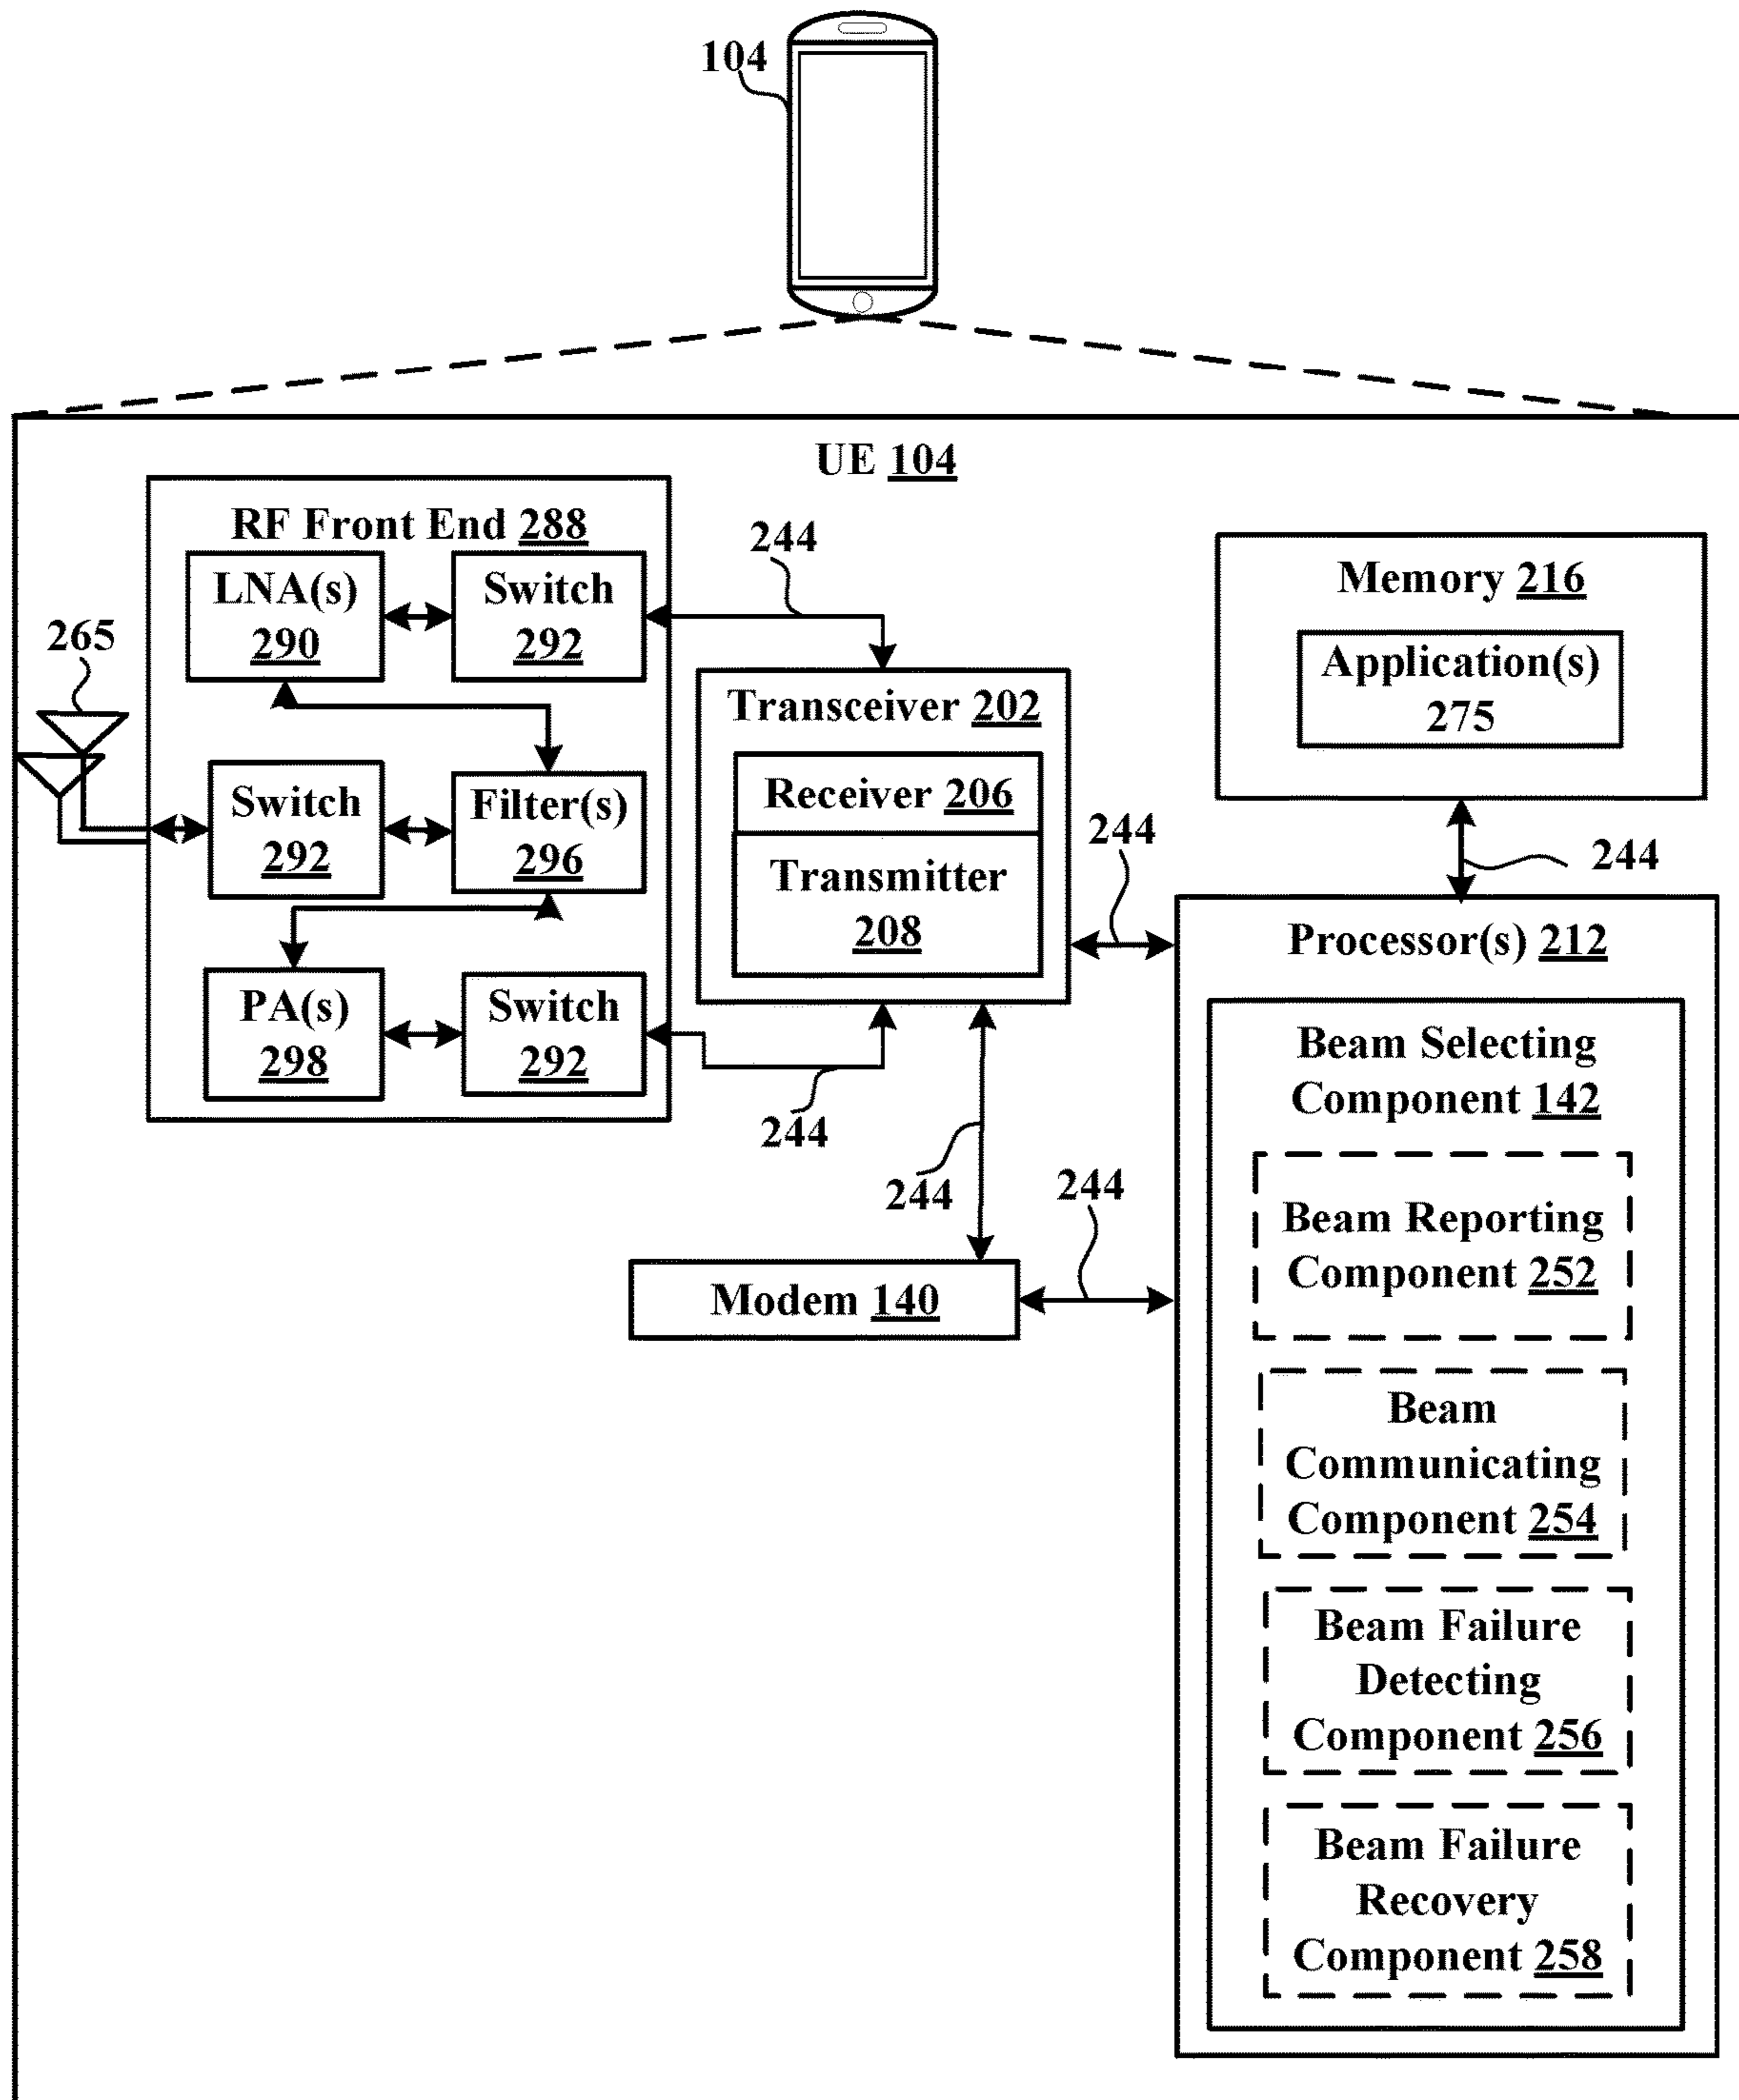 104
UE 104
RF Front End 288
LNA(s)
290
Switch
292
244
265
Switch
292
Filter(s)
296
PA(s)
298
Switch
292
244
Transceiver 202
Receiver 206
Transmitter
208
244
244
Modem 140
244
Memory 216
Application(s)
275
244
Processor(s) 212
Beam Selecting
Component 142
Beam Reporting
Component 252
Beam
Communicating
Component 254
Beam Failure
Detecting
Component 256
Beam Failure
Recovery
Component 258